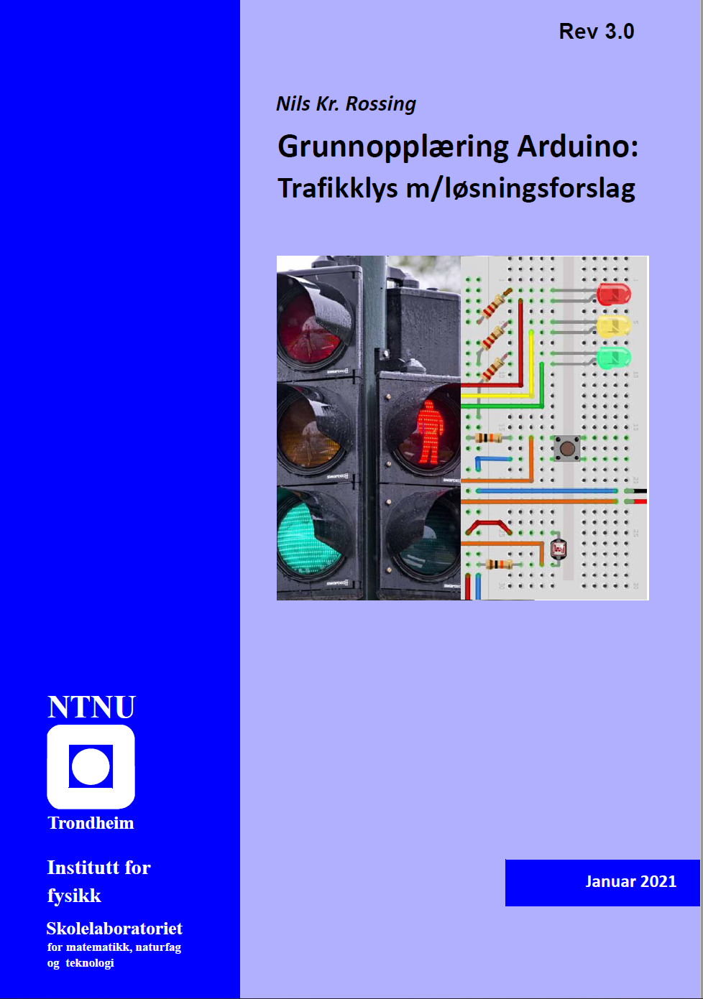 Rev 3.0
Nils Kr. Rossing
Grunnopplæring Arduino:
Trafikklys m/løsningsforslag
NTNU
Trondheim
Institutt for
fysikk
Skolelaboratoriet
for matematikk, naturfag
og teknologi
Januar 2021